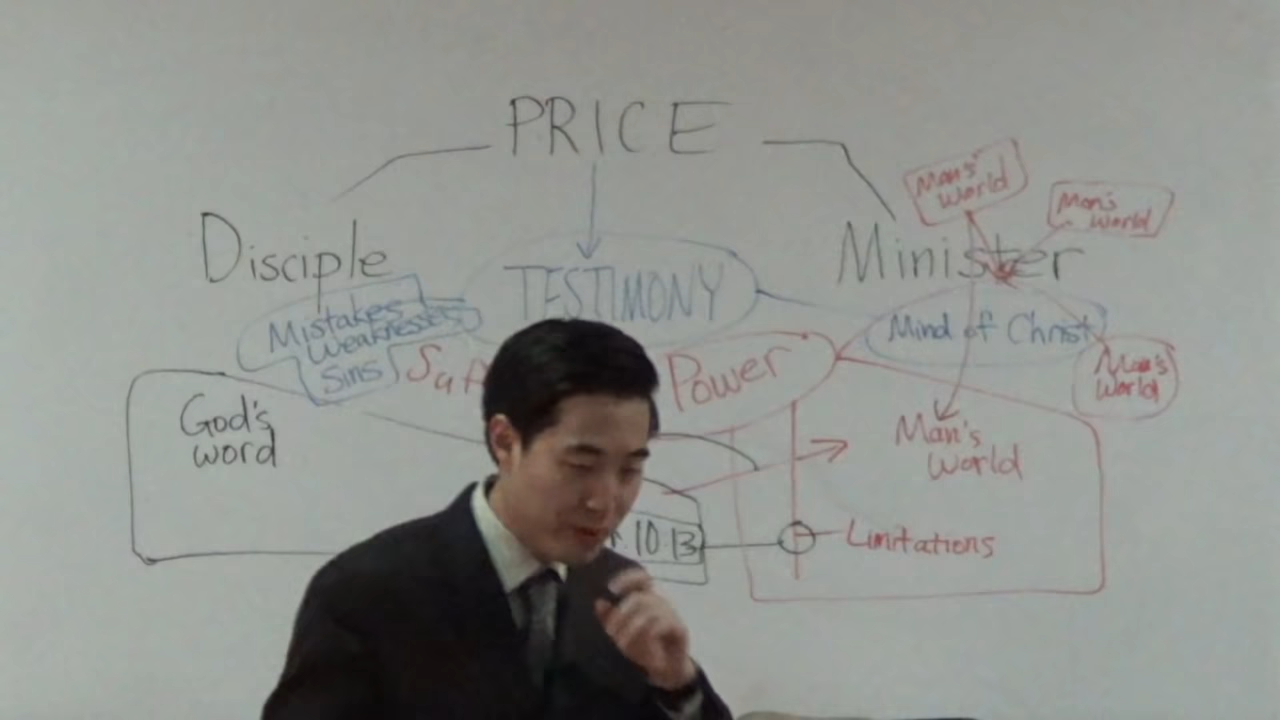 PRICE
Man's
world
Man's
world
Disciple
Minister
TESTIMONY
Mistakes
Weaknesses
Sins
Mind of Christ
Power
Man's
world
God's
word
Man's
world
10 13
Limitations